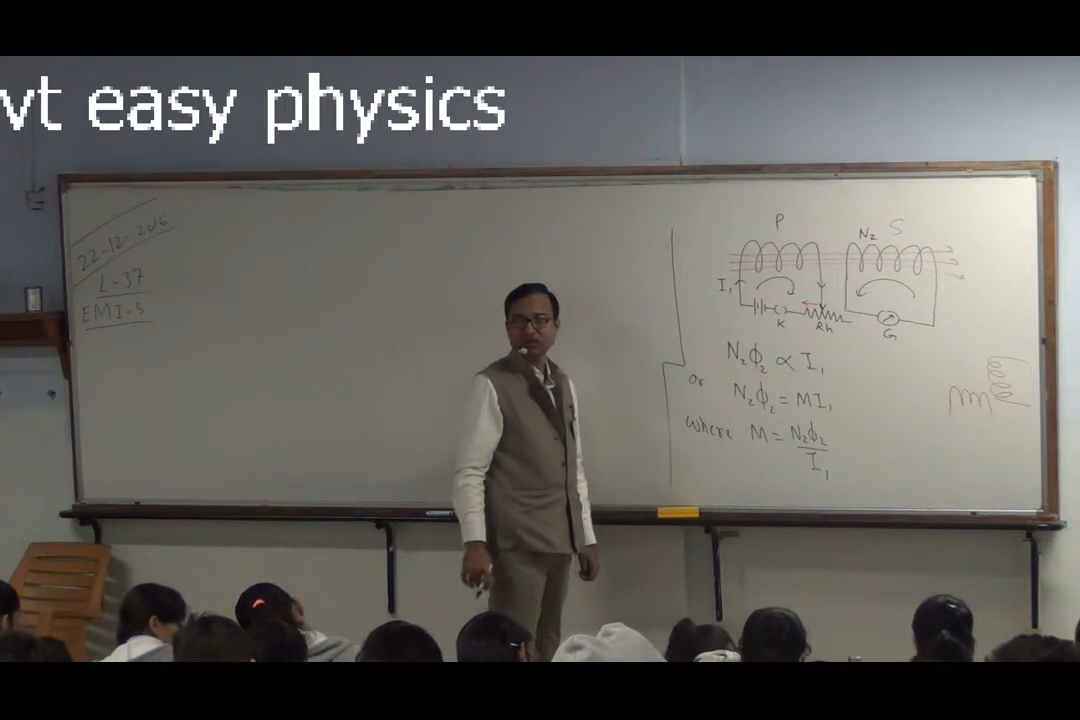 vt easy physics
22-12-2016
L-37
EMI-3
P
N₂ S
I₁
K Rh G
N₂ϕ₂ ∝ I₁
or N₂ϕ₂ = MI₁
where M = N₂ϕ₂/I₁